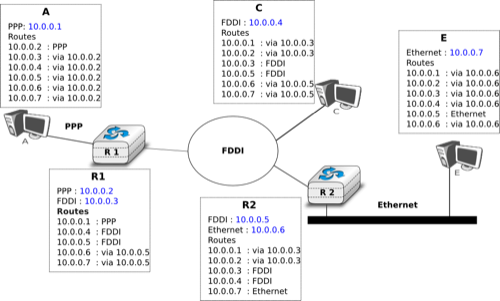 A
PPP: 10.0.0.1
Routes
10.0.0.2 : PPP
10.0.0.3 : via 10.0.0.2
10.0.0.4 : via 10.0.0.2
10.0.0.5 : via 10.0.0.2
10.0.0.6 : via 10.0.0.2
10.0.0.7 : via 10.0.0.2
C
FDDI : 10.0.0.4
Routes
10.0.0.1 : via 10.0.0.3
10.0.0.2 : via 10.0.0.3
10.0.0.3 : FDDI
10.0.0.5 : FDDI
10.0.0.6 : via 10.0.0.5
10.0.0.7 : via 10.0.0.5
E
Ethernet : 10.0.0.7
Routes
10.0.0.1 : via 10.0.0.6
10.0.0.2 : via 10.0.0.6
10.0.0.3 : via 10.0.0.6
10.0.0.4 : via 10.0.0.6
10.0.0.5 : Ethernet
10.0.0.6 : via 10.0.0.6
A
PPP
R 1
FDDI
C
R 2
Ethernet
E
R1
PPP : 10.0.0.2
FDDI : 10.0.0.3
Routes
10.0.0.1 : PPP
10.0.0.4 : FDDI
10.0.0.5 : FDDI
10.0.0.6 : via 10.0.0.5
10.0.0.7 : via 10.0.0.5
R2
FDDI : 10.0.0.5
Ethernet : 10.0.0.6
Routes
10.0.0.1 : via 10.0.0.3
10.0.0.2 : via 10.0.0.3
10.0.0.3 : FDDI
10.0.0.4 : FDDI
10.0.0.7 : Ethernet